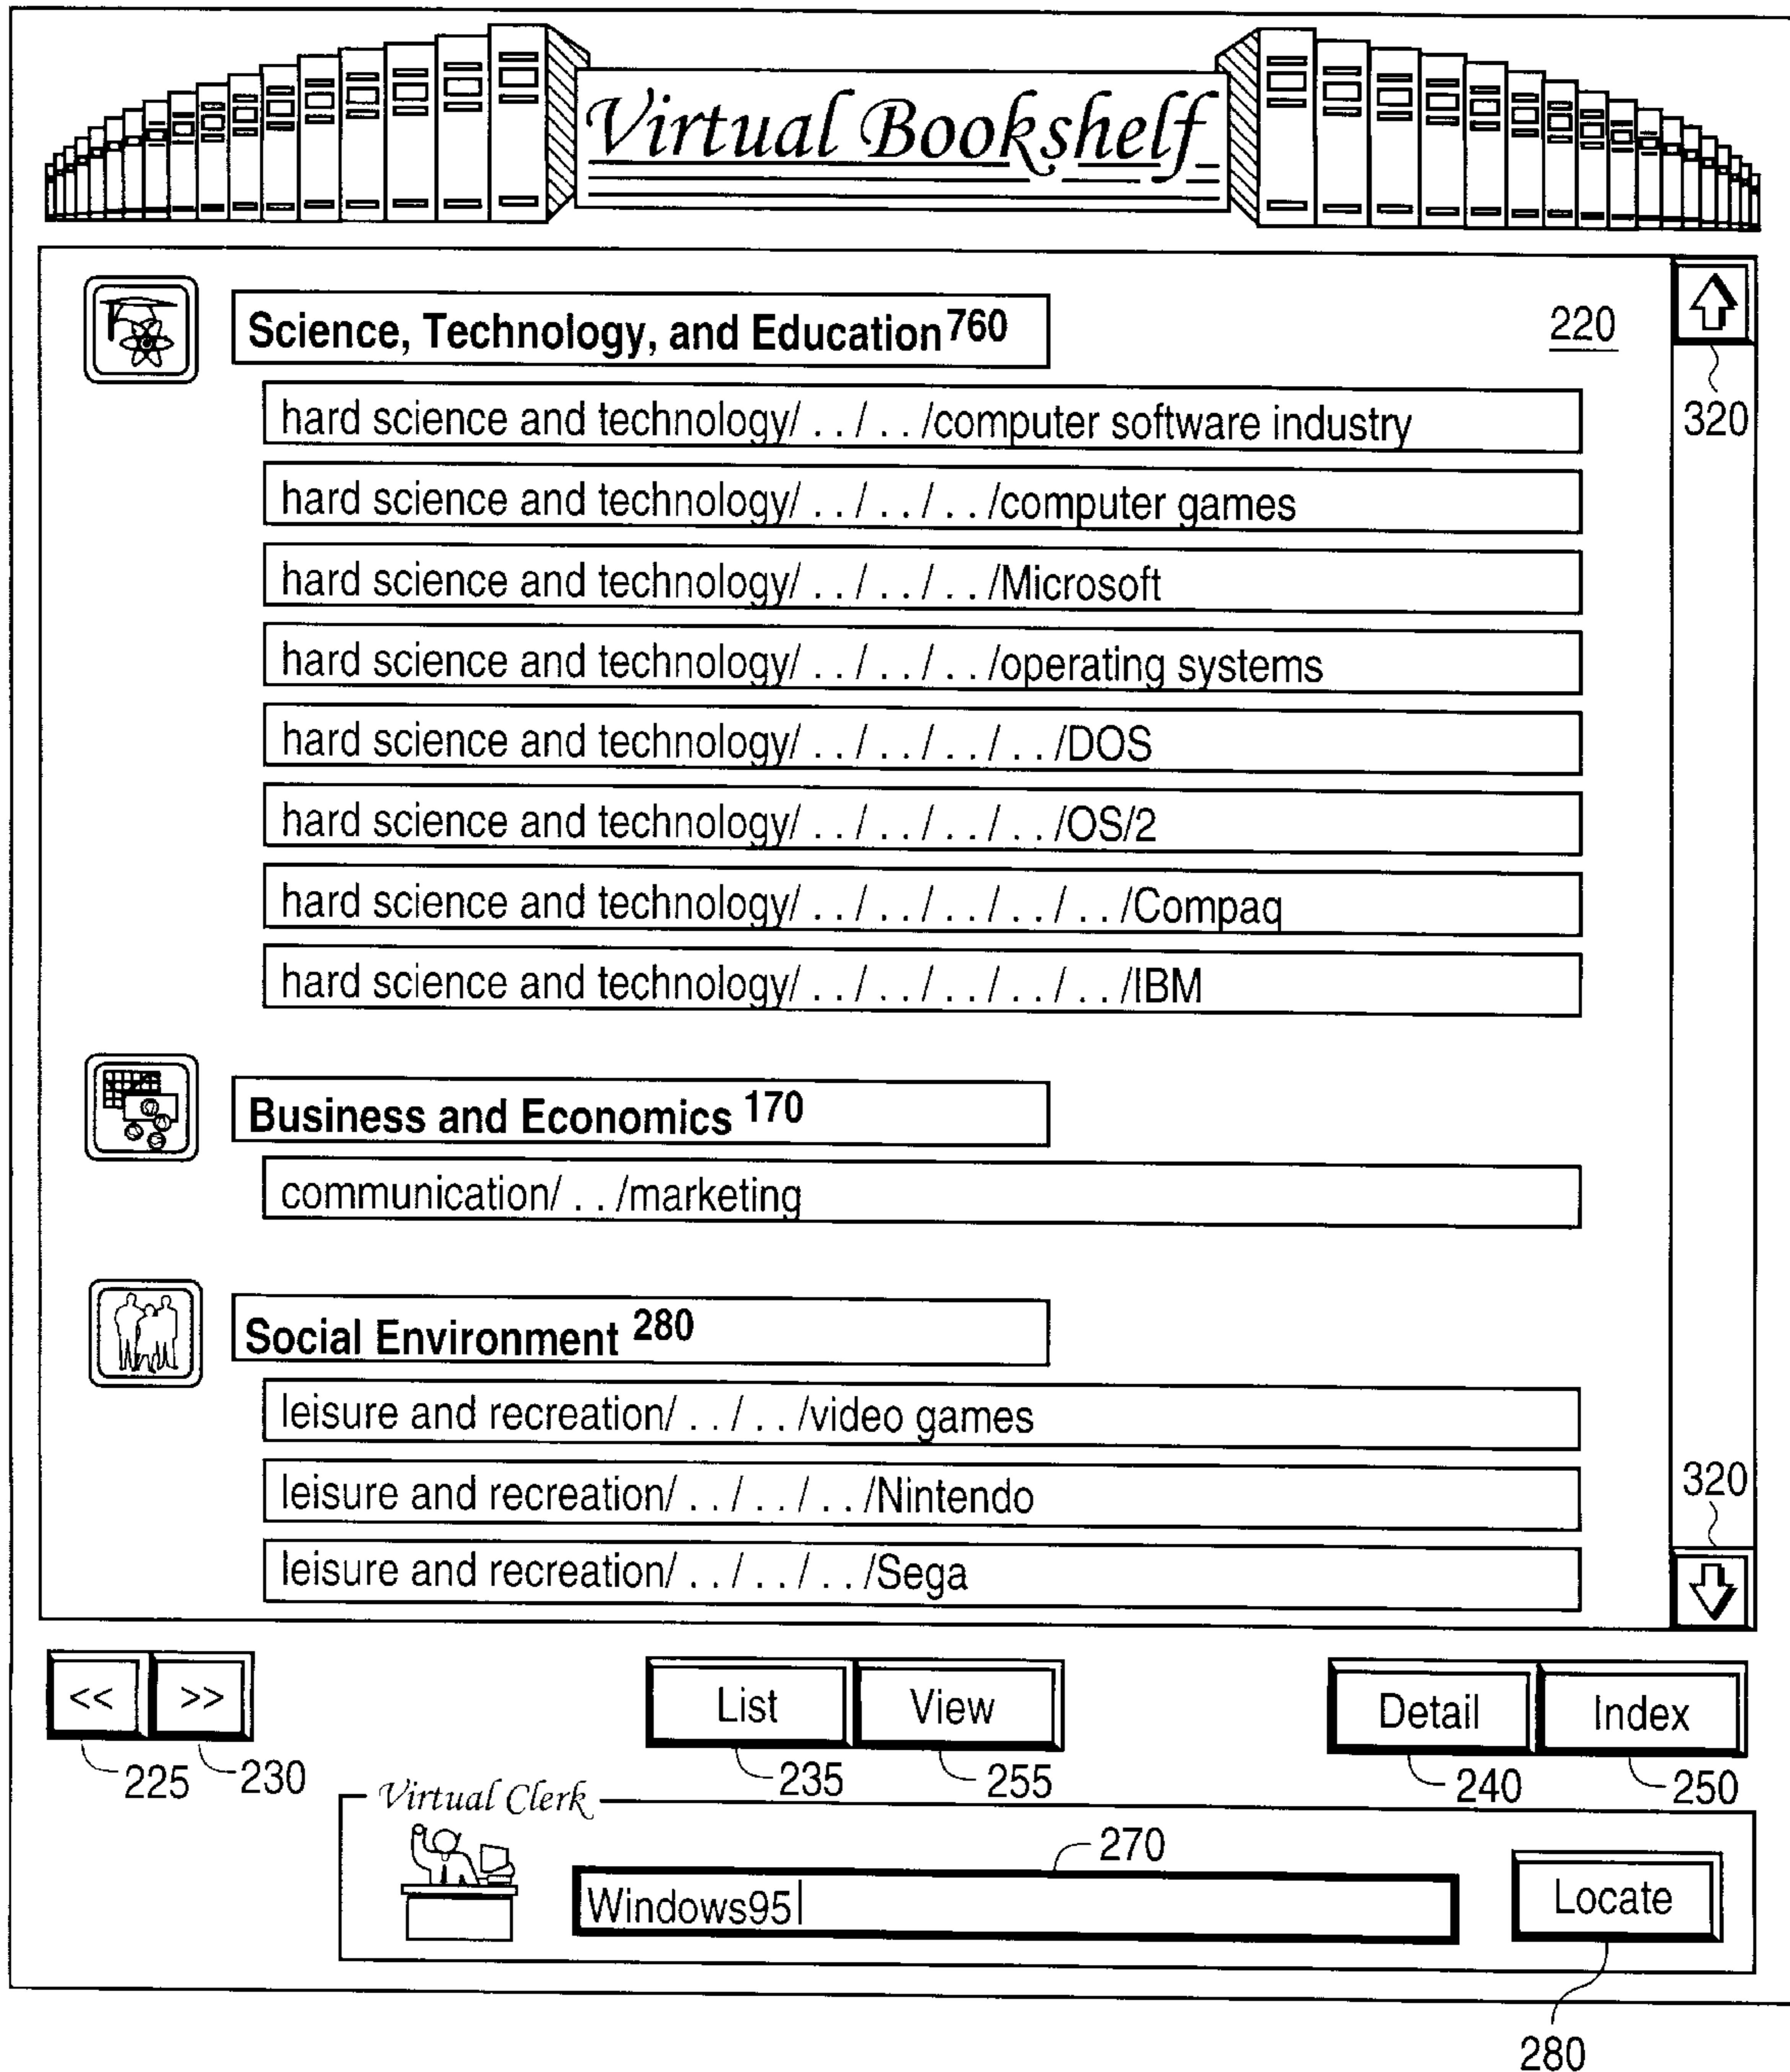 Virtual Bookshelf
Science, Technology, and Education 760
220
320
hard science and technology/ . . / . . /computer software industry
hard science and technology/ . . / . . / . . /computer games
hard science and technology/ . . / . . / . . /Microsoft
hard science and technology/ . . / . . / . . /operating systems
hard science and technology/ . . / . . / . . / . . /DOS
hard science and technology/ . . / . . / . . / . . /OS/2
hard science and technology/ . . / . . / . . / . . / . . /Compaq
hard science and technology/ . . / . . / . . / . . / . . /IBM
Business and Economics 170
communication/ . . /marketing
Social Environment 280
leisure and recreation/ . . / . . /video games
leisure and recreation/ . . / . . / . . /Nintendo
320
leisure and recreation/ . . / . . / . . /Sega
<< >> List View Detail Index
225 230 235 255 240 250
Virtual Clerk
270
Windows95 Locate
280